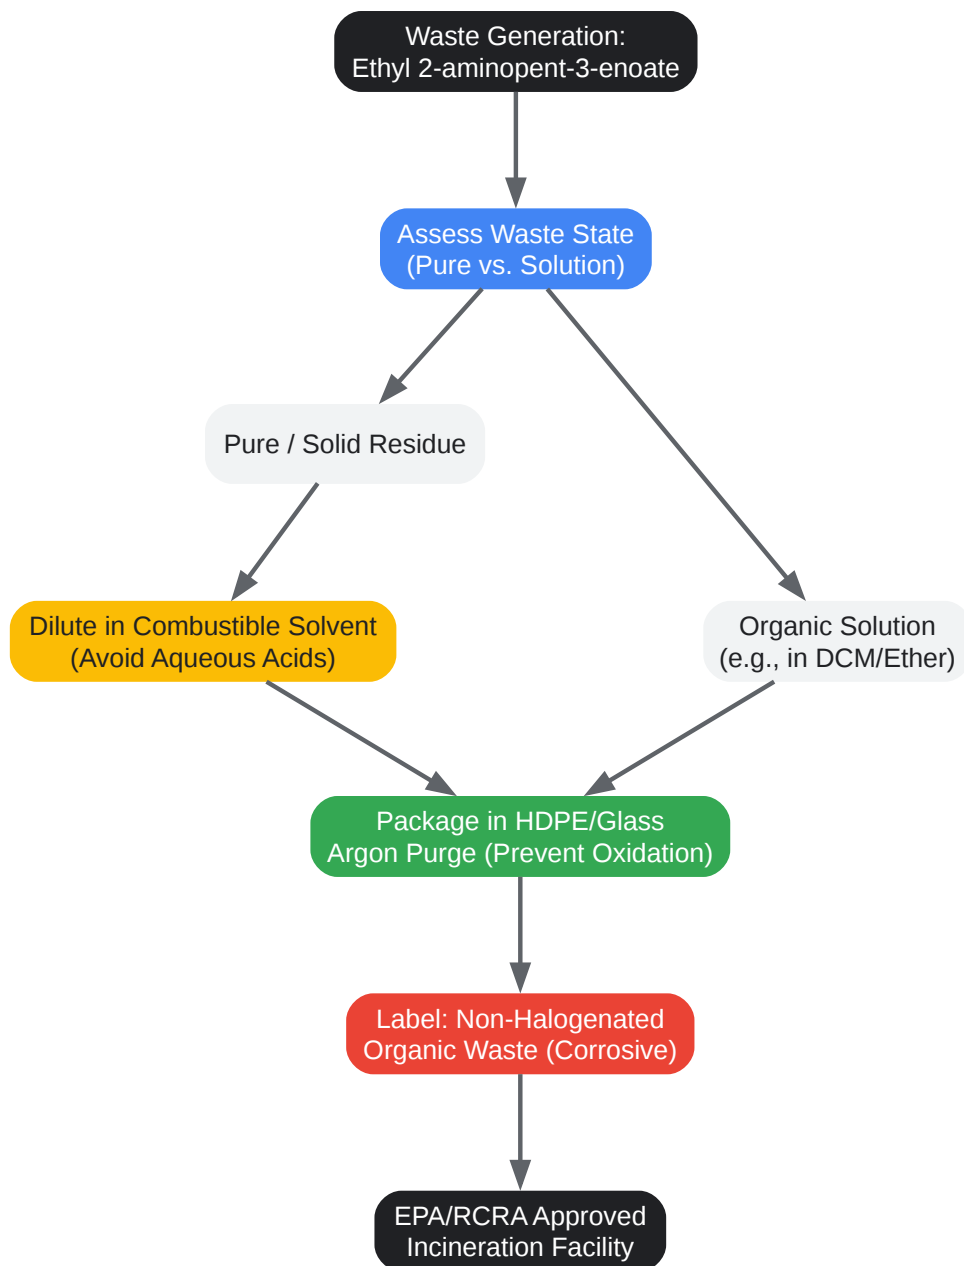 Waste Generation:
Ethyl 2-aminopent-3-enoate
Assess Waste State
(Pure vs. Solution)
Pure / Solid Residue
Dilute in Combustible Solvent
(Avoid Aqueous Acids)
Organic Solution
(e.g., in DCM/Ether)
Package in HDPE/Glass
Argon Purge (Prevent Oxidation)
Label: Non-Halogenated
Organic Waste (Corrosive)
EPA/RCRA Approved
Incineration Facility